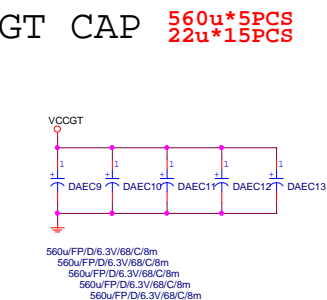 GT CAP
560u*5PCS
22u*15PCS
VCCGT
1 1 1 1 1
+ + + + +
DAEC9 DAEC10 DAEC11 DAEC12 DAEC13
560u/FP/D/6.3V/68/C/8m
560u/FP/D/6.3V/68/C/8m
560u/FP/D/6.3V/68/C/8m
560u/FP/D/6.3V/68/C/8m
560u/FP/D/6.3V/68/C/8m